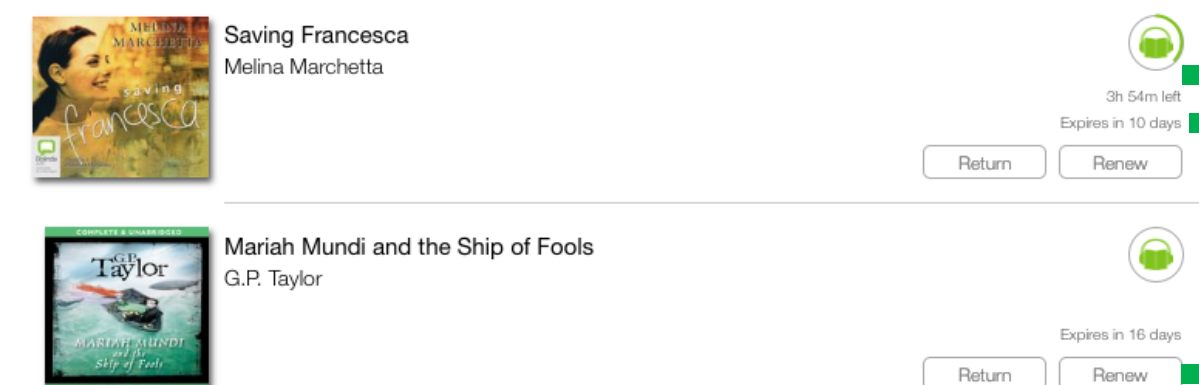 MELINA
MARCHETTA
saving
francesca
Bolinda
Saving Francesca
Melina Marchetta
3h 54m left
Expires in 10 days
Return
Renew
COMPLETE & UNABRIDGED
G.P.
Taylor
MARIAH MUNDI
and the
Ship of Fools
Mariah Mundi and the Ship of Fools
G.P. Taylor
Expires in 16 days
Return
Renew